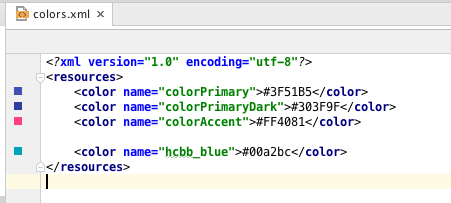 colors.xml
<?xml version="1.0" encoding="utf-8"?>
<resources>
    <color name="colorPrimary">#3F51B5</color>
    <color name="colorPrimaryDark">#303F9F</color>
    <color name="colorAccent">#FF4081</color>
    <color name="hcbb_blue">#00a2bc</color>
</resources>